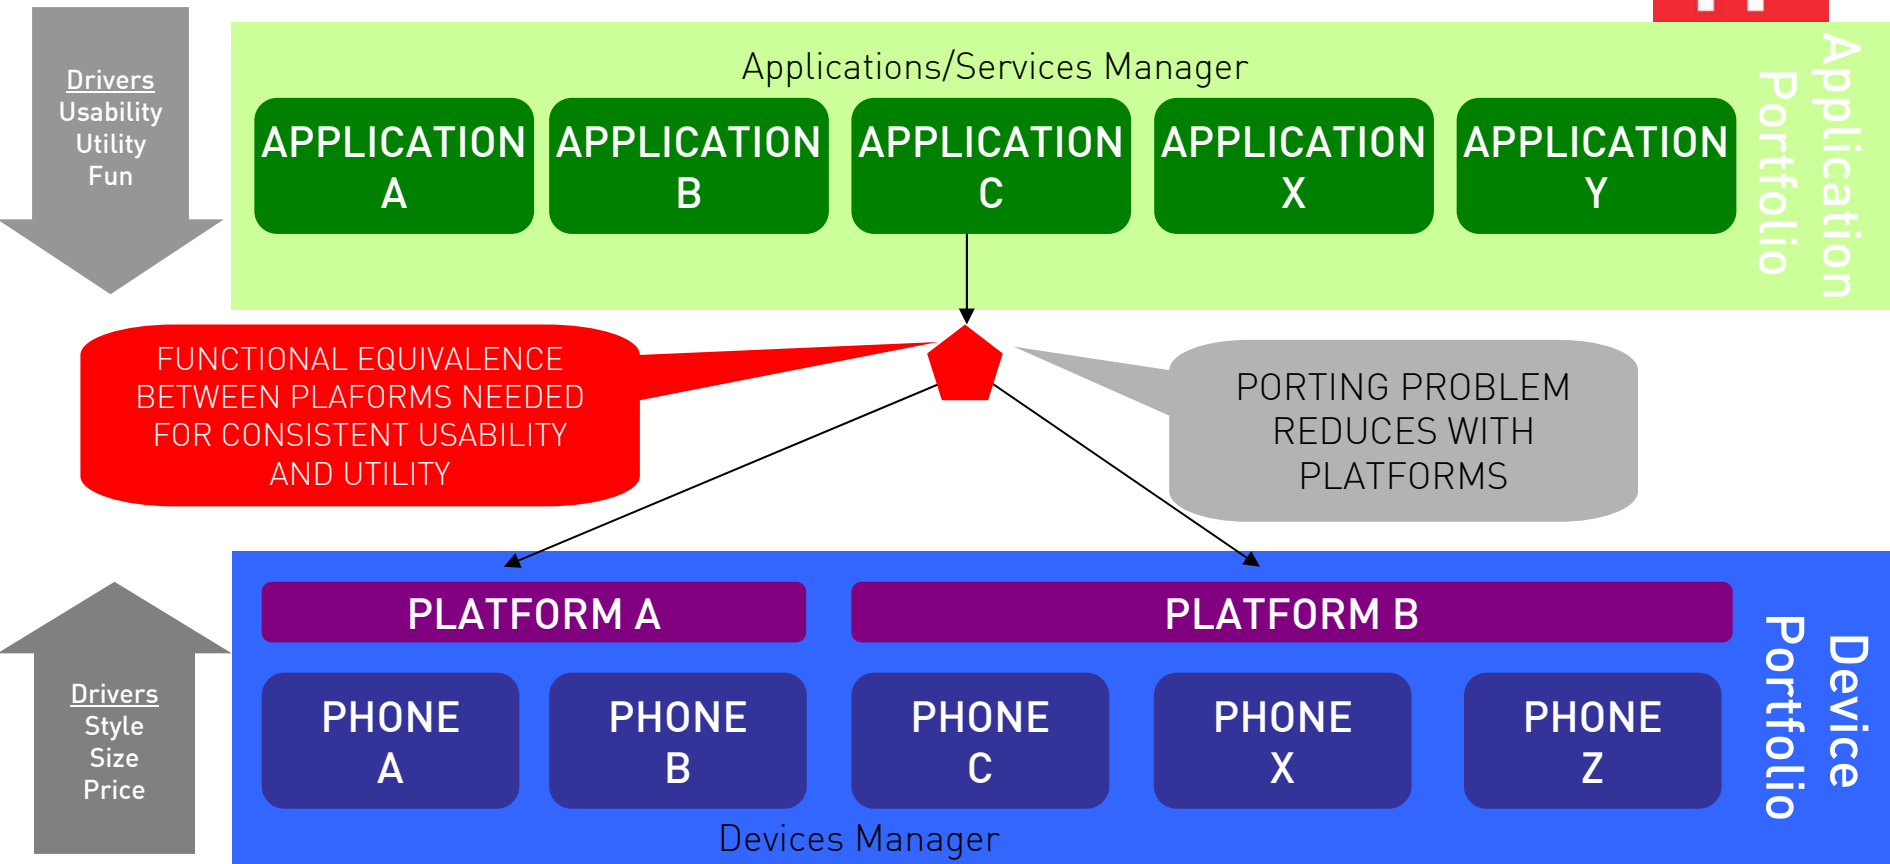 Drivers
Usability
Utility
Fun
Applications/Services Manager
APPLICATION
A
APPLICATION
B
APPLICATION
C
APPLICATION
X
APPLICATION
Y
Application
Portfolio
FUNCTIONAL EQUIVALENCE
BETWEEN PLAFORMS NEEDED
FOR CONSISTENT USABILITY
AND UTILITY
PORTING PROBLEM
REDUCES WITH
PLATFORMS
Drivers
Style
Size
Price
PLATFORM A
PLATFORM B
PHONE
A
PHONE
B
PHONE
C
PHONE
X
PHONE
Z
Device
Portfolio
Devices Manager